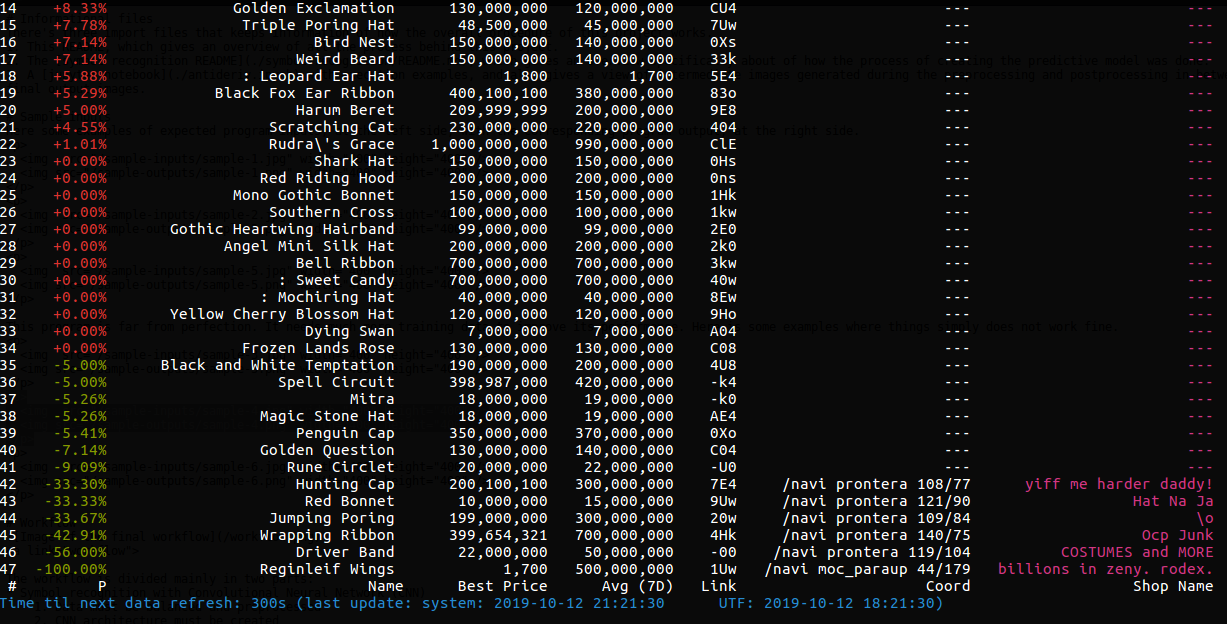 14 +8.33% Golden Exclamation 130,000,000 120,000,000 CU4 --- ---
15 +7.78% Triple Poring Hat 48,500,000 45,000,000 7Uw --- ---
16 +7.14% Bird Nest 150,000,000 140,000,000 0Xs --- ---
17 +7.14% Weird Beard 150,000,000 140,000,000 33k --- ---
18 +5.88% : Leopard Ear Hat 1,800 1,700 5E4 --- ---
19 +5.29% Black Fox Ear Ribbon 400,100,100 380,000,000 83o --- ---
20 +5.00% Harum Beret 209,999,999 200,000,000 9E8 --- ---
21 +4.55% Scratching Cat 230,000,000 220,000,000 404 --- ---
22 +1.01% Rudra\'s Grace 1,000,000,000 990,000,000 ClE --- ---
23 +0.00% Shark Hat 150,000,000 150,000,000 0Hs --- ---
24 +0.00% Red Riding Hood 200,000,000 200,000,000 0ns --- ---
25 +0.00% Mono Gothic Bonnet 150,000,000 150,000,000 1Hk --- ---
26 +0.00% Southern Cross 100,000,000 100,000,000 1kw --- ---
27 +0.00% Gothic Heartwing Hairband 99,000,000 99,000,000 2E0 --- ---
28 +0.00% Angel Mini Silk Hat 200,000,000 200,000,000 2k0 --- ---
29 +0.00% Bell Ribbon 700,000,000 700,000,000 3kw --- ---
30 +0.00% : Sweet Candy 700,000,000 700,000,000 40w --- ---
31 +0.00% : Mochiring Hat 40,000,000 40,000,000 8Ew --- ---
32 +0.00% Yellow Cherry Blossom Hat 120,000,000 120,000,000 9Ho --- ---
33 +0.00% Dying Swan 7,000,000 7,000,000 A04 --- ---
34 +0.00% Frozen Lands Rose 130,000,000 130,000,000 C08 --- ---
35 -5.00% Black and White Temptation 190,000,000 200,000,000 4U8 --- ---
36 -5.00% Spell Circuit 398,987,000 420,000,000 -k4 --- ---
37 -5.26% Mitra 18,000,000 19,000,000 -k0 --- ---
38 -5.26% Magic Stone Hat 18,000,000 19,000,000 AE4 --- ---
39 -5.41% Penguin Cap 350,000,000 370,000,000 0Xo --- ---
40 -7.14% Golden Question 130,000,000 140,000,000 C04 --- ---
41 -9.09% Rune Circlet 20,000,000 22,000,000 -U0 --- ---
42 -33.30% Hunting Cap 200,100,100 300,000,000 7E4 /navi prontera 108/77 yiff me harder daddy!
43 -33.33% Red Bonnet 10,000,000 15,000,000 9Uw /navi prontera 121/90 Hat Na Ja
44 -33.67% Jumping Poring 199,000,000 300,000,000 20w /navi prontera 109/84 \o
45 -42.91% Wrapping Ribbon 399,654,321 700,000,000 4Hk /navi prontera 140/75 Ocp Junk
46 -56.00% Driver Band 22,000,000 50,000,000 -00 /navi prontera 119/104 COSTUMES and MORE
47 -100.00% Reginleif Wings 1,700 500,000,000 1Uw /navi moc_paraup 44/179 billions in zeny. rodex.
# P Name Best Price Avg (7D) Link Coord Shop Name
Time til next data refresh: 300s (last update: system: 2019-10-12 21:21:30 UTF: 2019-10-12 18:21:30)